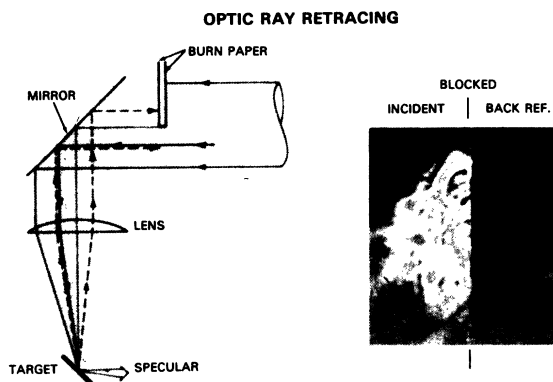 OPTIC RAY RETRACING
BURN PAPER
MIRROR
LENS
TARGET
SPECULAR
BLOCKED
INCIDENT
BACK REF.